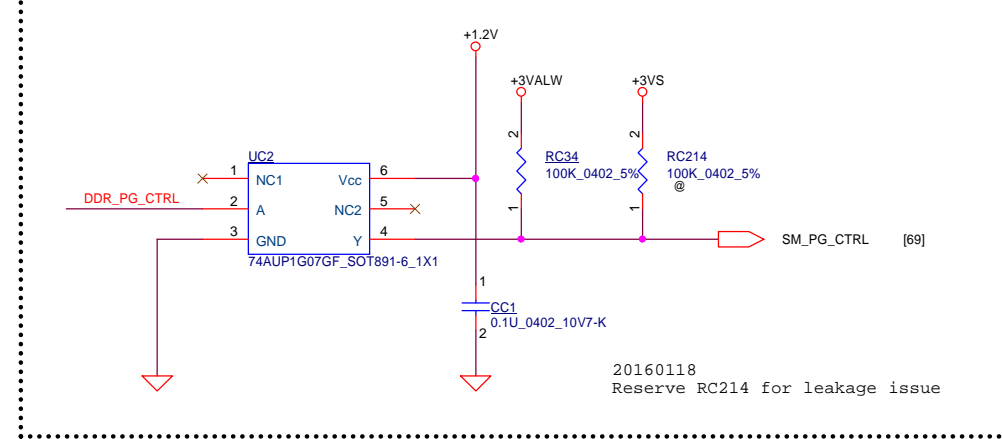 +1.2V
+3VALW
+3VS
UC2
1 NC1 Vcc 6
DDR_PG_CTRL 2 A NC2 5
3 GND Y 4
74AUP1G07GF_SOT891-6_1X1
2
RC34
100K_0402_5%
1
2
RC214
100K_0402_5%
@
1
SM_PG_CTRL [69]
1
CC1
0.1U_0402_10V7-K
2
20160118
Reserve RC214 for leakage issue